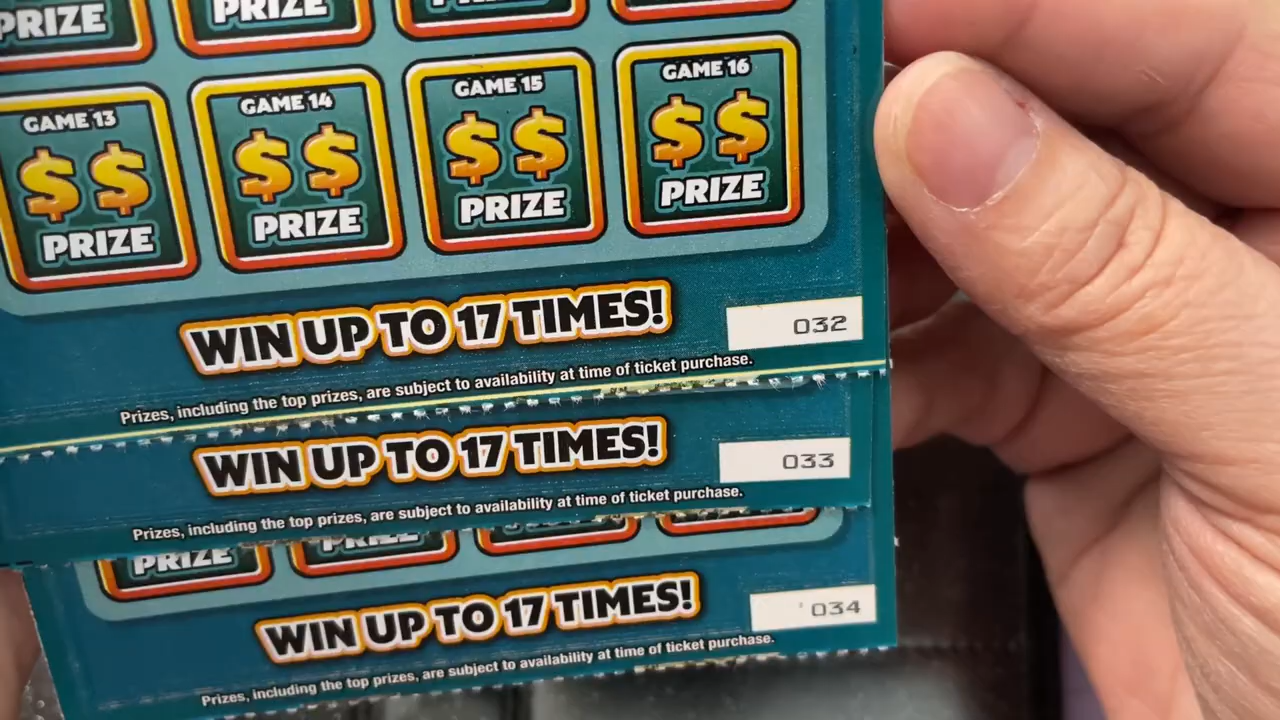 PRIZE PRIZE PRIZE
GAME 13 GAME 14 GAME 15 GAME 16
$$ $$ $$ $$
PRIZE PRIZE PRIZE PRIZE
WIN UP TO 17 TIMES! 032
Prizes, including the top prizes, are subject to availability at time of ticket purchase.
WIN UP TO 17 TIMES! 033
Prizes, including the top prizes, are subject to availability at time of ticket purchase.
PRIZE PRIZE
WIN UP TO 17 TIMES! 034
Prizes, including the top prizes, are subject to availability at time of ticket purchase.